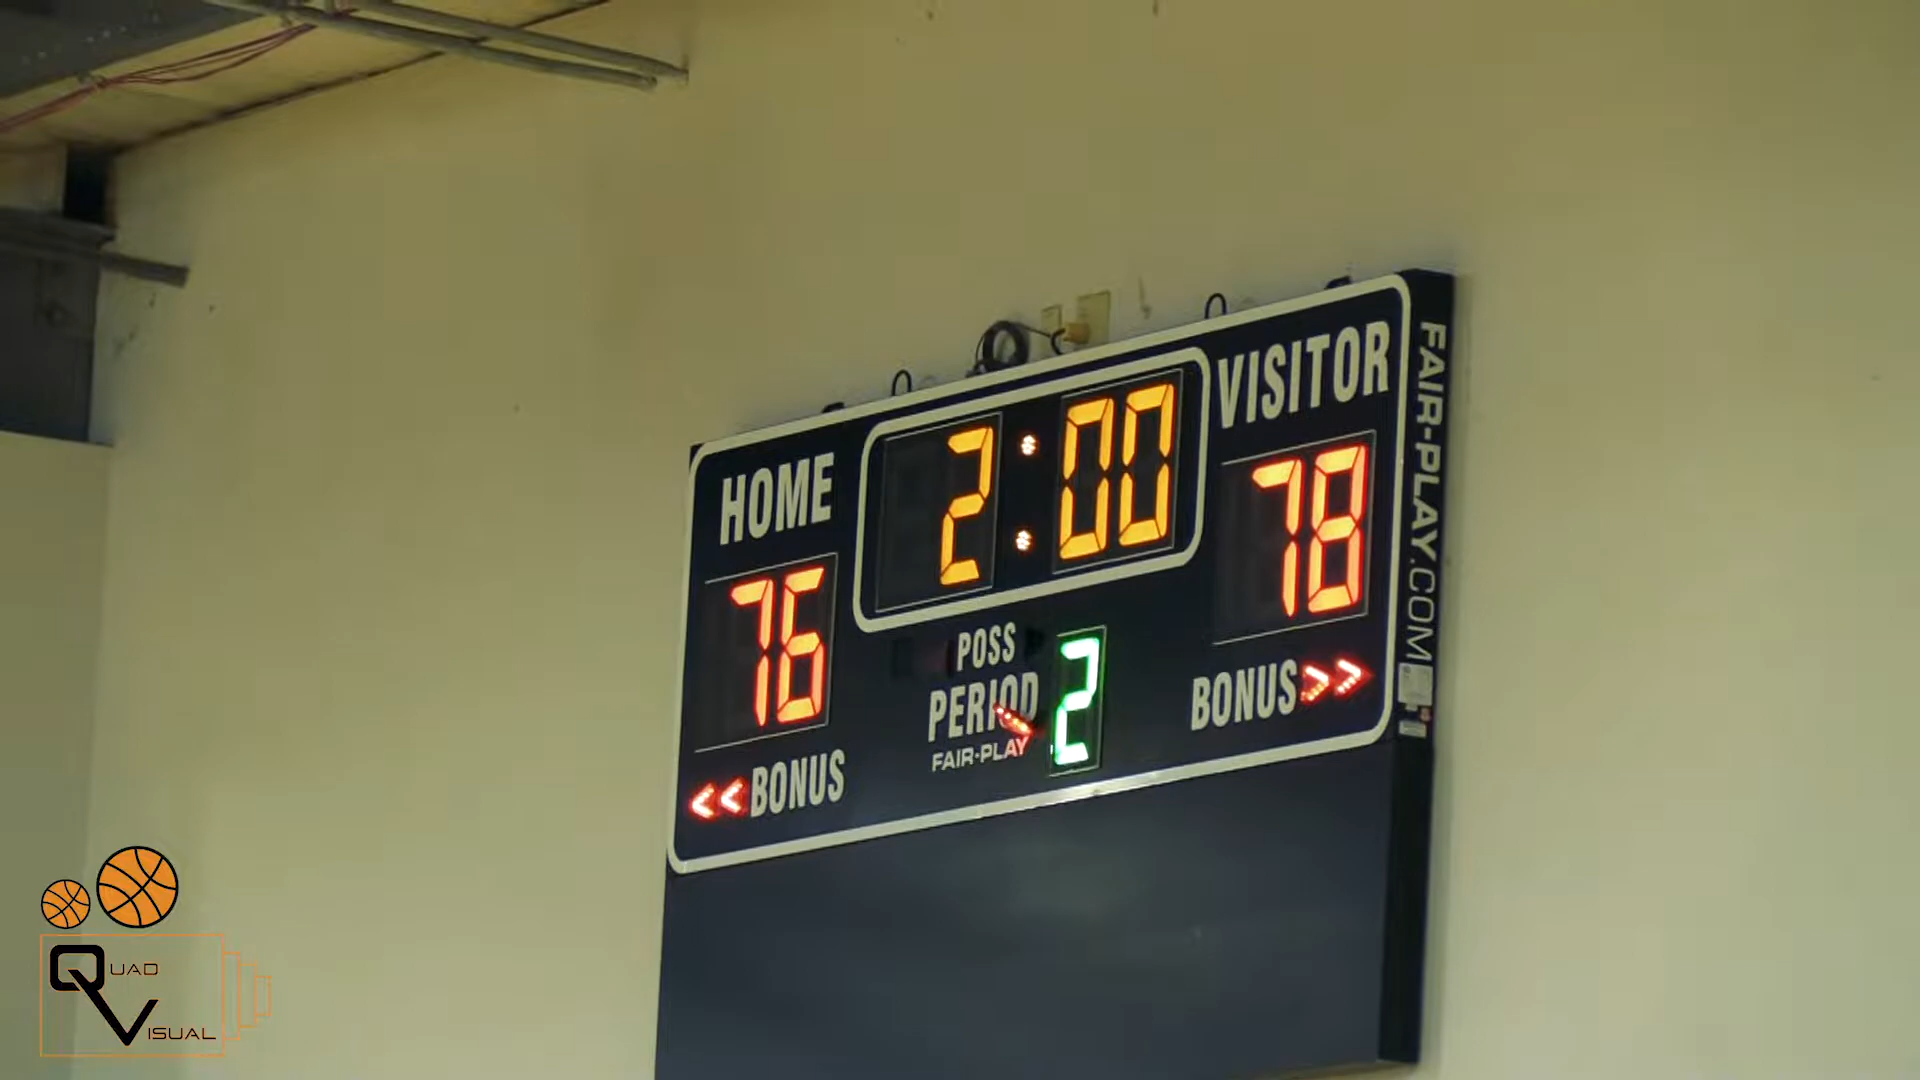 HOME
2:00
VISITOR
76
78
POSS
PERIOD
2
FAIR-PLAY
<<BONUS
BONUS>>
FAIR-PLAY.COM
QUAD
VISUAL